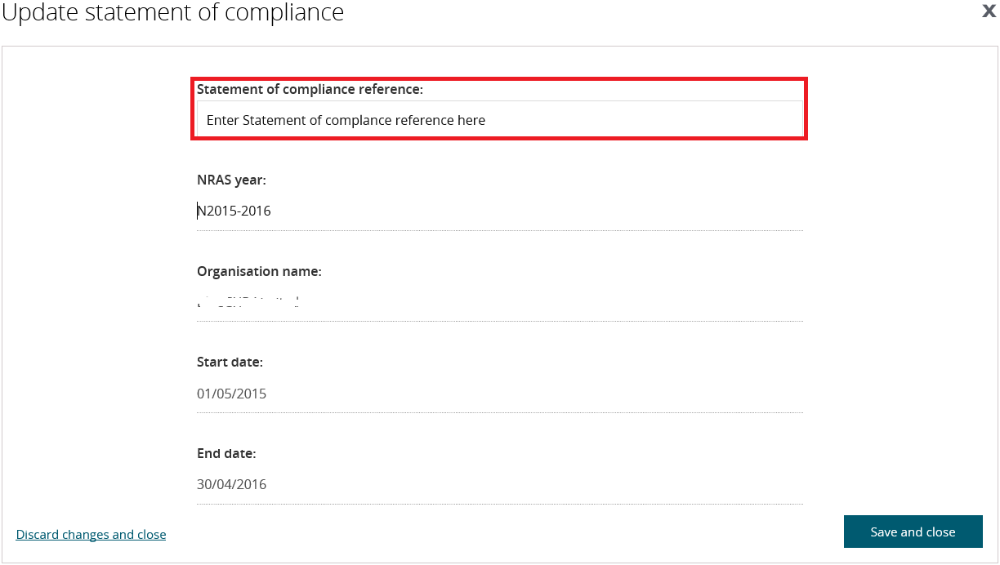 Update statement of compliance
X
Statement of compliance reference:
Enter Statement of complance reference here
NRAS year:
N2015-2016
Organisation name:
Start date:
01/05/2015
End date:
30/04/2016
Discard changes and close
Save and close